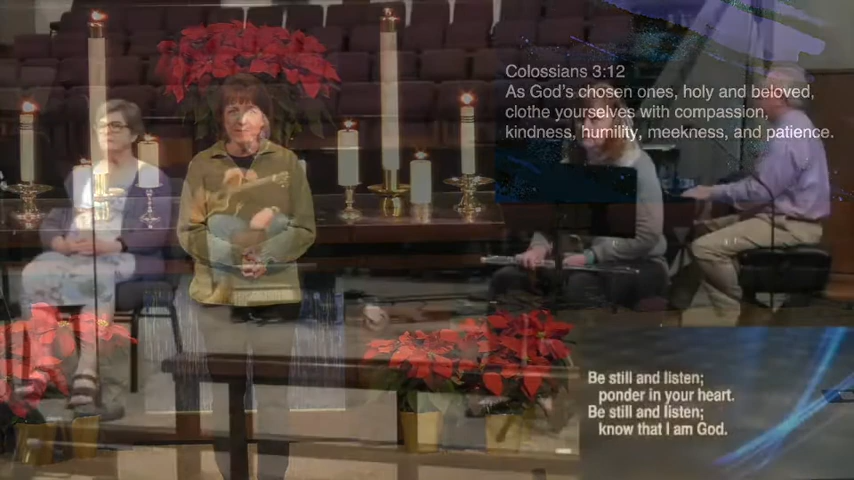 Colossians 3:12
As God's chosen ones, holy and beloved,
clothe yourselves with compassion,
kindness, humility, meekness, and patience.
Be still and listen;
ponder in your heart.
Be still and listen;
know that I am God.